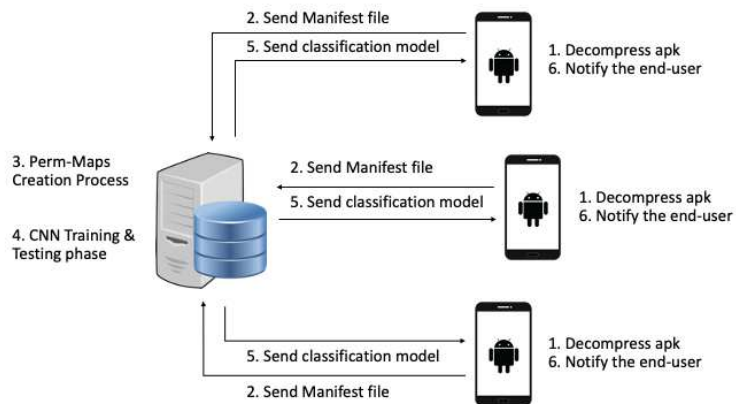 2. Send Manifest file
5. Send classification model
1. Decompress apk
6. Notify the end-user
3. Perm-Maps
Creation Process
4. CNN Training &
Testing phase
2. Send Manifest file
5. Send classification model
1. Decompress apk
6. Notify the end-user
5. Send classification model
2. Send Manifest file
1. Decompress apk
6. Notify the end-user